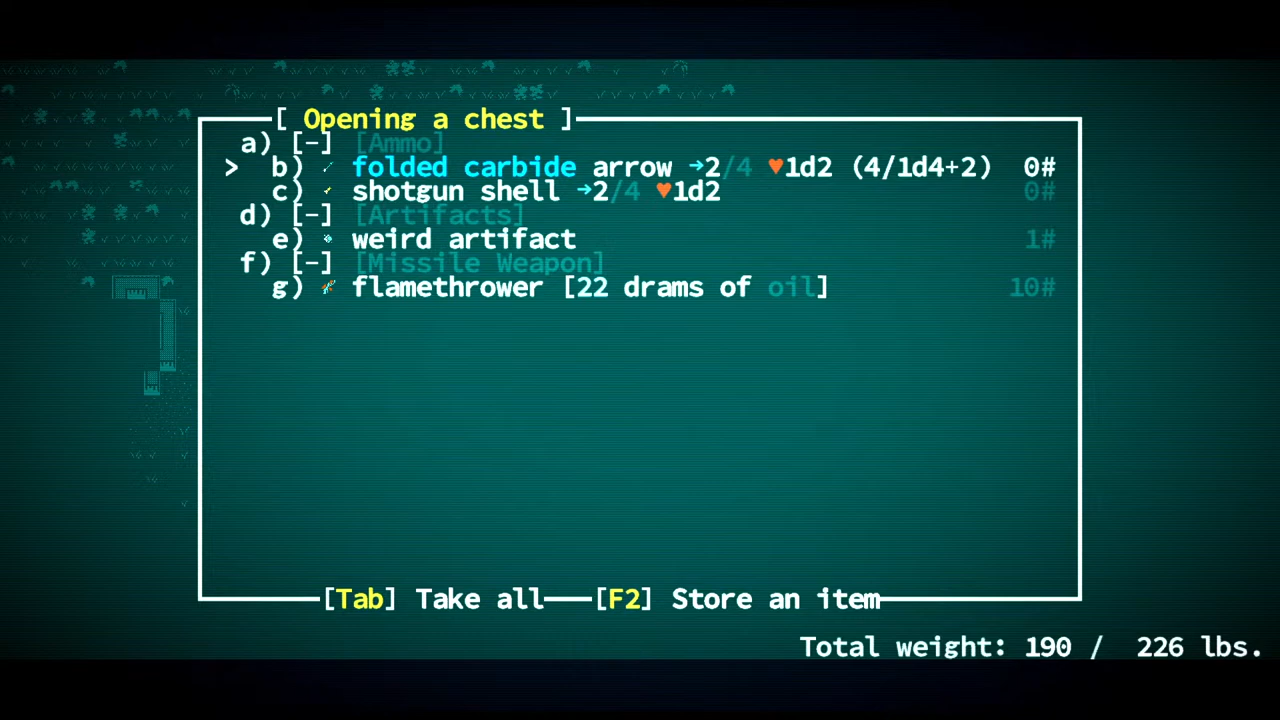 [ Opening a chest ]
a) [-] [Ammo]
> b) folded carbide arrow →2/4 ♥1d2 (4/1d4+2) 0#
c) shotgun shell →2/4 ♥1d2 0#
d) [-] [Artifacts]
e) weird artifact 1#
f) [-] [Missile Weapon]
g) flamethrower [22 drams of oil] 10#
[Tab] Take all [F2] Store an item
Total weight: 190 / 226 lbs.